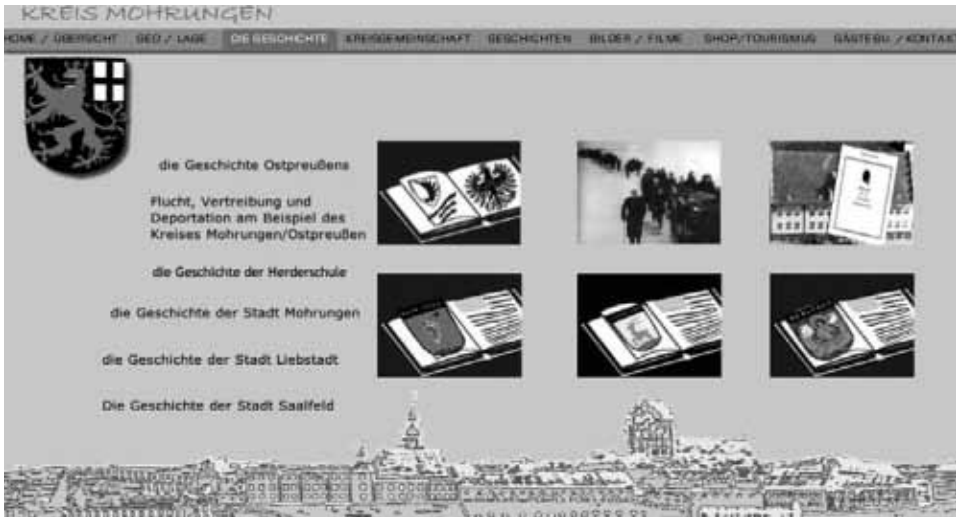 KREIS MOHRUNGEN
HOME / ÜBERSICHT GEO / LAGE DIE GESCHICHTE KREISGEMEINSCHAFT GESCHICHTEN BILDER / FILME SHOP/TOURISMUS GÄSTEBU. / KONTAKT
die Geschichte Ostpreußens
Flucht, Vertreibung und
Deportation am Beispiel des
Kreises Mohrungen/Ostpreußen
die Geschichte der Herderschule
die Geschichte der Stadt Mohrungen
die Geschichte der Stadt Liebstadt
Die Geschichte der Stadt Saalfeld